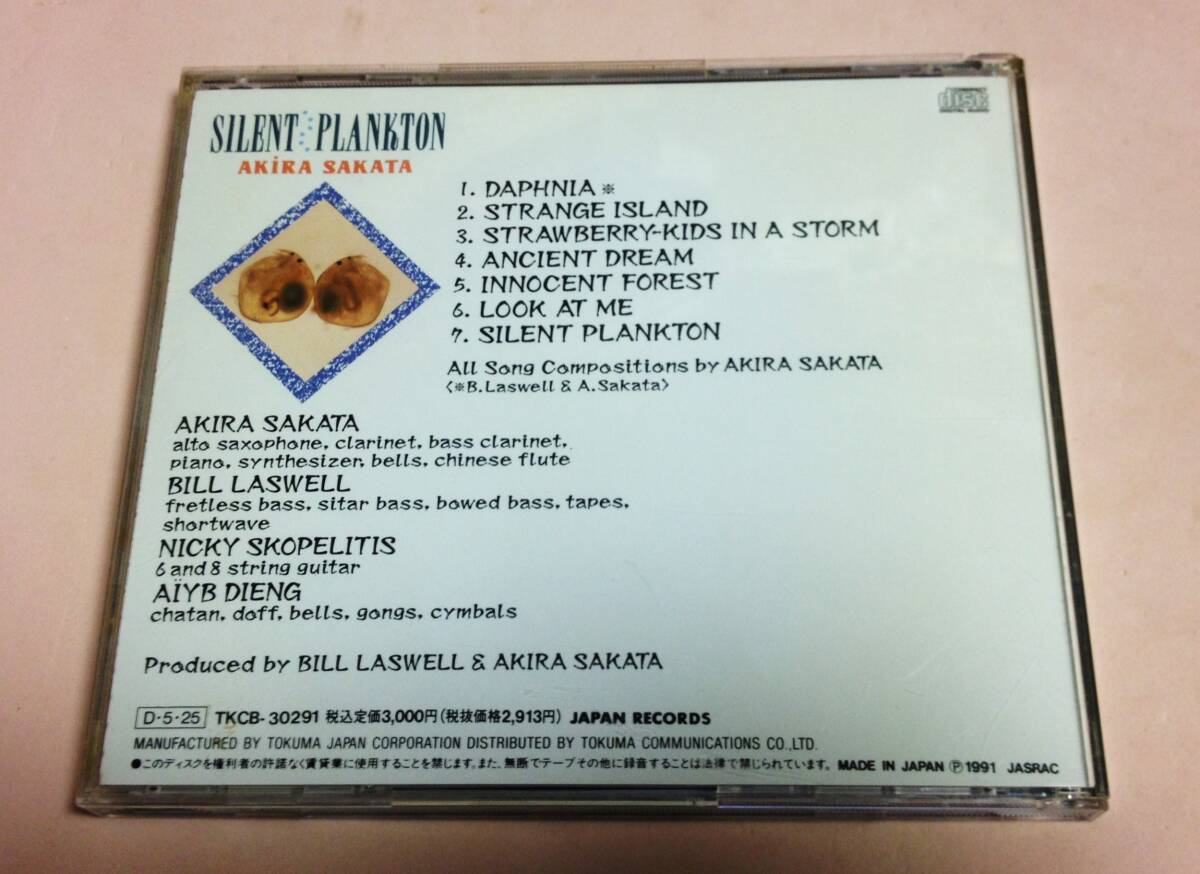 SILENT PLANKTON
AKiRA SAKATA
COMPACT
disc
DIGITAL AUDIO
1. DAPHNIA ※
2. STRANGE ISLAND
3. STRAWBERRY-KIDS IN A STORM
4. ANCIENT DREAM
5. INNOCENT FOREST
6. LOOK AT ME
7. SILENT PLANKTON
All Song Compositions by AKIRA SAKATA
〈※B.Laswell & A.Sakata〉
AKIRA SAKATA
alto saxophone, clarinet, bass clarinet,
piano, synthesizer, bells, chinese flute
BILL LASWELL
fretless bass, sitar bass, bowed bass, tapes,
shortwave
NICKY SKOPELITIS
6 and 8 string guitar
AÏYB DIENG
chatan, doff, bells, gongs, cymbals
Produced by BILL LASWELL & AKIRA SAKATA
D・5・25 TKCB-30291 税込定価3,000円(税抜価格2,913円) JAPAN RECORDS
MANUFACTURED BY TOKUMA JAPAN CORPORATION DISTRIBUTED BY TOKUMA COMMUNICATIONS CO.,LTD.
●このディスクを権利者の許諾なく賃貸業に使用することを禁じます。また、無断でテープその他に録音することは法律で禁じられています。 MADE IN JAPAN Ⓟ1991 JASRAC